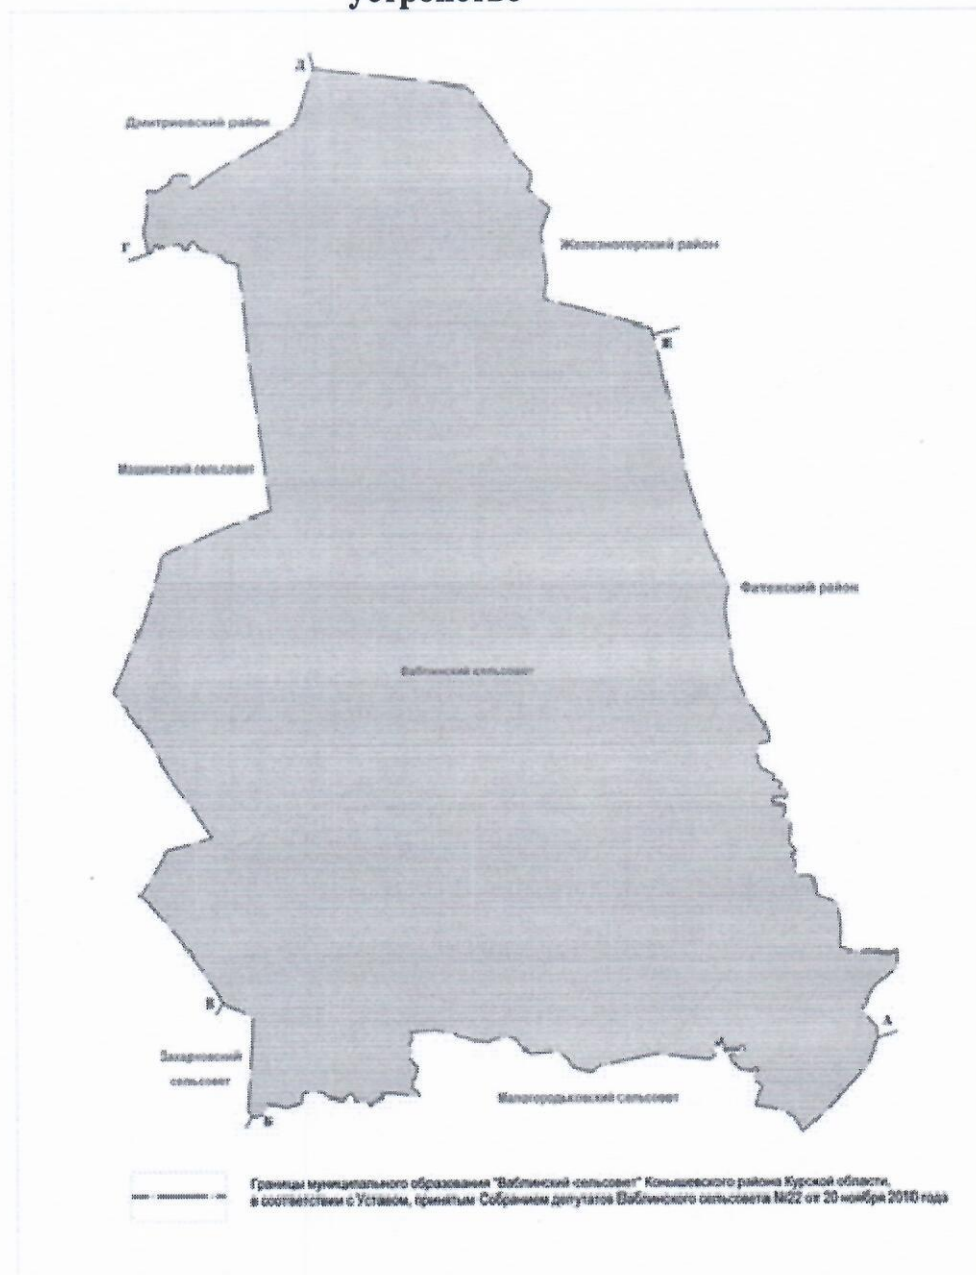 устройство
Д
Дмитриевский район
Г
Железногорский район
Машкинский сельсовет
Фатежский район
Ваблинский сельсовет
В
А
Захарковский
сельсовет
Б
Малогородьковский сельсовет
Границы муниципального образования "Ваблинский сельсовет" Конышевского района Курской области,
в соответствии с Уставом, принятым Собранием депутатов Ваблинского сельсовета №22 от 20 ноября 2010 года